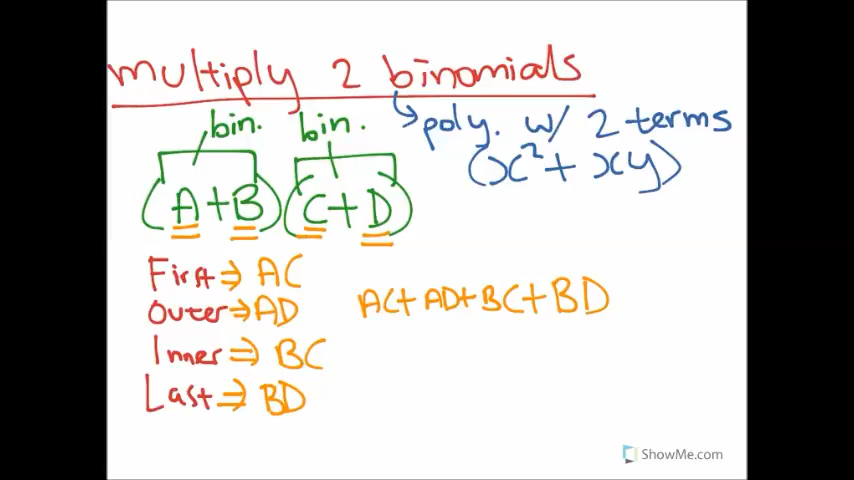 multiply 2 binomials
bin. bin. poly. w/ 2 terms
(x² + xy)
(A+B)(C+D)
First ⇒ AC
Outer ⇒ AD
AC+ AD+BC+BD
Inner ⇒ BC
Last ⇒ BD
ShowMe.com